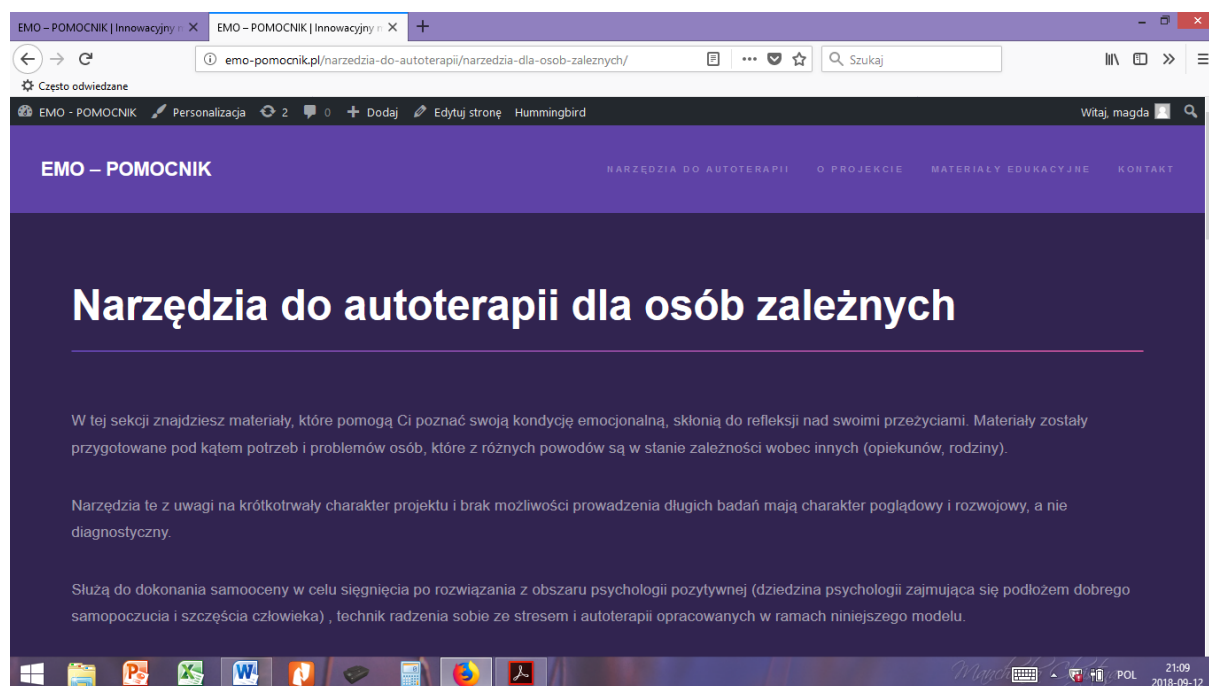 EMO – POMOCNIK | Innowacyjny
EMO – POMOCNIK | Innowacyjny
emo-pomocnik.pl/narzedzia-do-autoterapii/narzedzia-dla-osob-zaleznych/
Szukaj
Często odwiedzane
EMO - POMOCNIK Personalizacja 2 0 Dodaj Edytuj stronę Hummingbird Witaj, magda
EMO – POMOCNIK
NARZĘDZIA DO AUTOTERAPII O PROJEKCIE MATERIAŁY EDUKACYJNE KONTAKT
Narzędzia do autoterapii dla osób zależnych
W tej sekcji znajdziesz materiały, które pomogą Ci poznać swoją kondycję emocjonalną, skłonią do refleksji nad swoimi przeżyciami. Materiały zostały
przygotowane pod kątem potrzeb i problemów osób, które z różnych powodów są w stanie zależności wobec innych (opiekunów, rodziny).
Narzędzia te z uwagi na krótkotrwały charakter projektu i brak możliwości prowadzenia długich badań mają charakter poglądowy i rozwojowy, a nie
diagnostyczny.
Służą do dokonania samooceny w celu sięgnięcia po rozwiązania z obszaru psychologii pozytywnej (dziedzina psychologii zajmująca się podłożem dobrego
samopoczucia i szczęścia człowieka) , technik radzenia sobie ze stresem i autoterapii opracowanych w ramach niniejszego modelu.
POL
21:09
2018-09-12